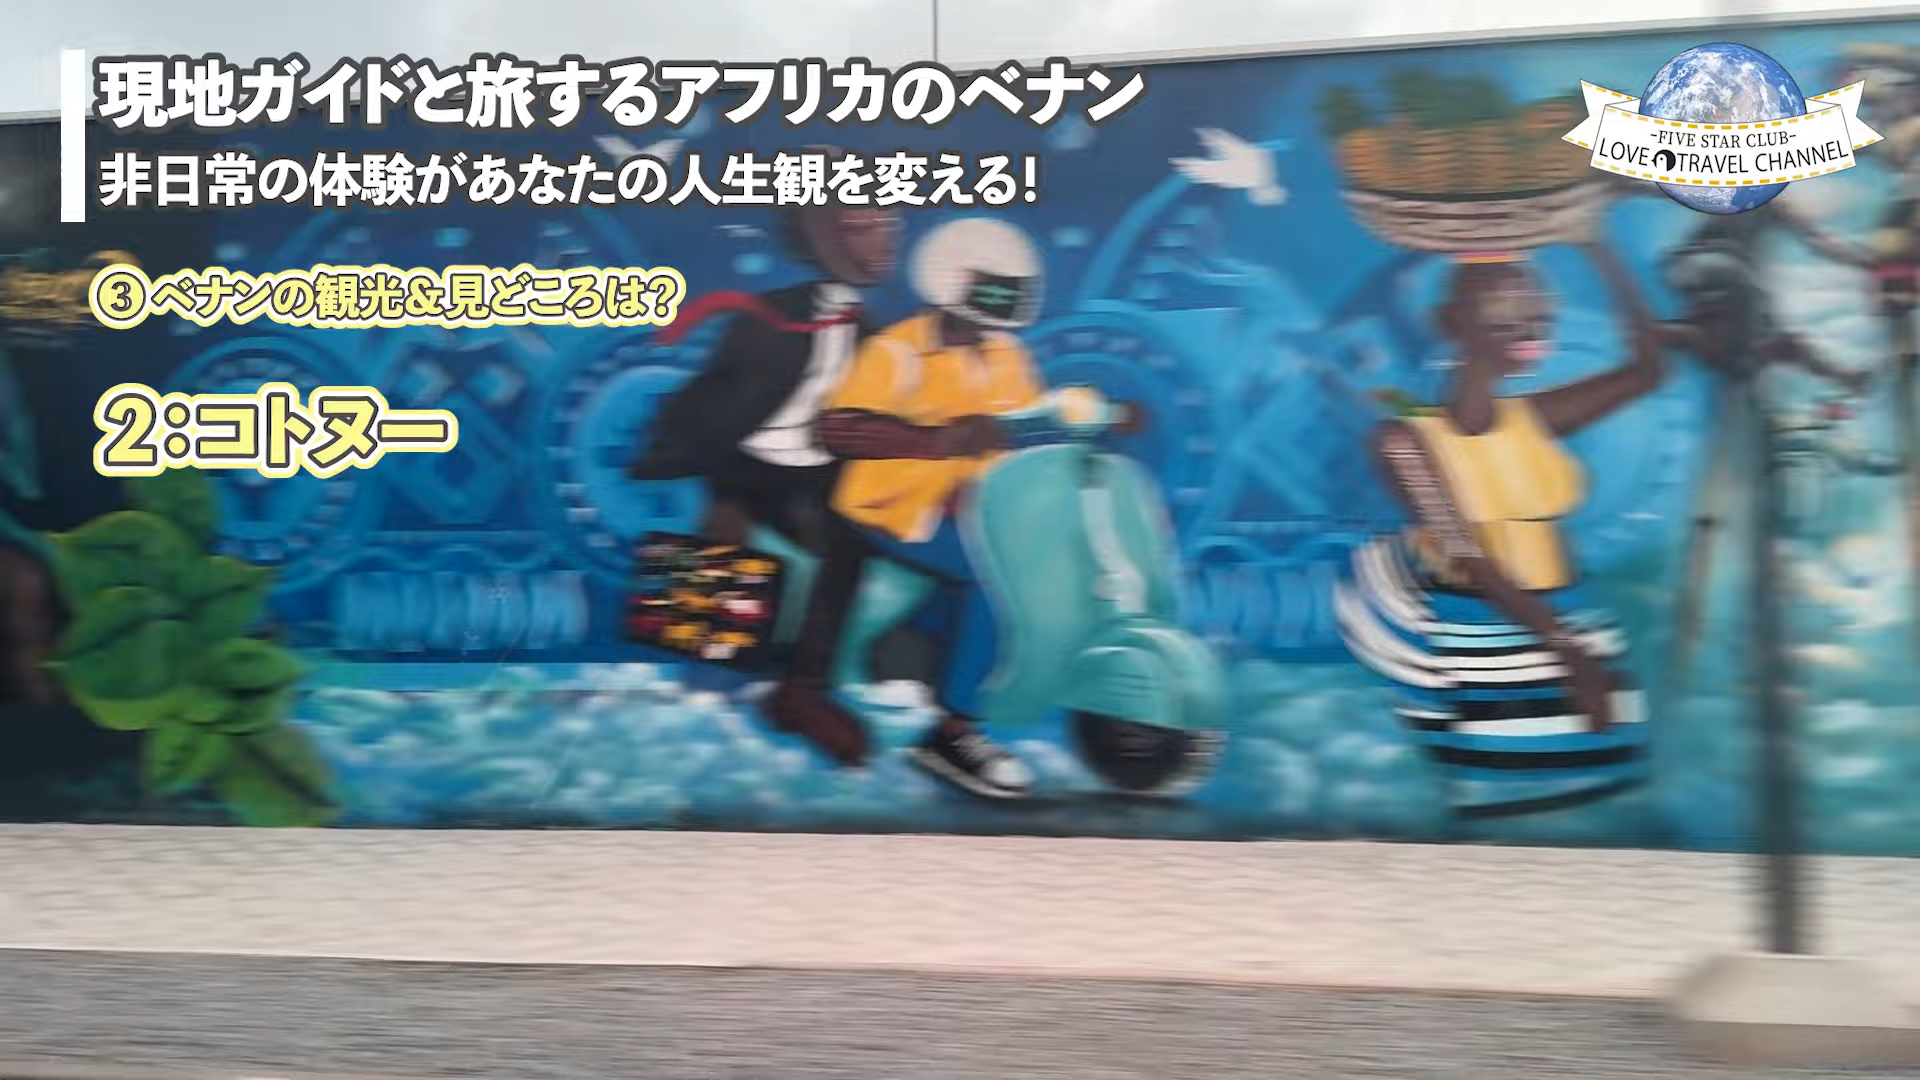 現地ガイドと旅するアフリカのベナン
非日常の体験があなたの人生観を変える!
-FIVE STAR CLUB-
LOVE TRAVEL CHANNEL
③ベナンの観光&見どころは?
2:コトヌー